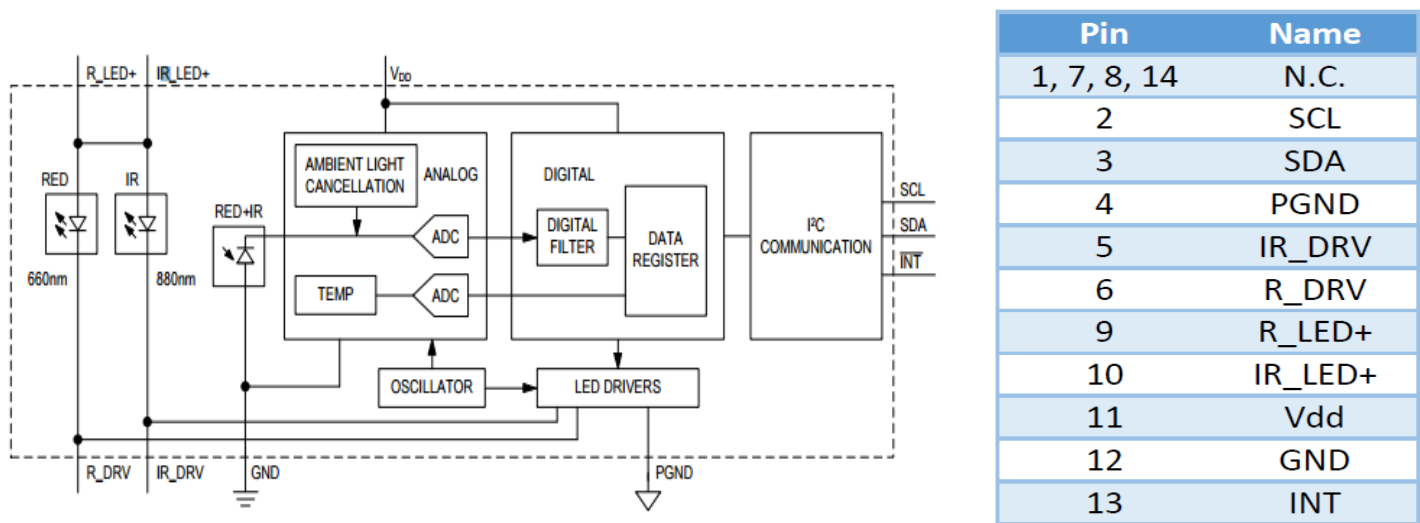 R_LED+ IR_LED+ VDD
AMBIENT LIGHT
CANCELLATION
ANALOG
DIGITAL
RED
IR
RED+IR
ADC
DIGITAL
FILTER
DATA
REGISTER
I²C
COMMUNICATION
SCL
SDA
INT
660nm
880nm
TEMP
ADC
OSCILLATOR
LED DRIVERS
R_DRV IR_DRV GND PGND
Pin Name
1, 7, 8, 14 N.C.
2 SCL
3 SDA
4 PGND
5 IR_DRV
6 R_DRV
9 R_LED+
10 IR_LED+
11 Vdd
12 GND
13 INT